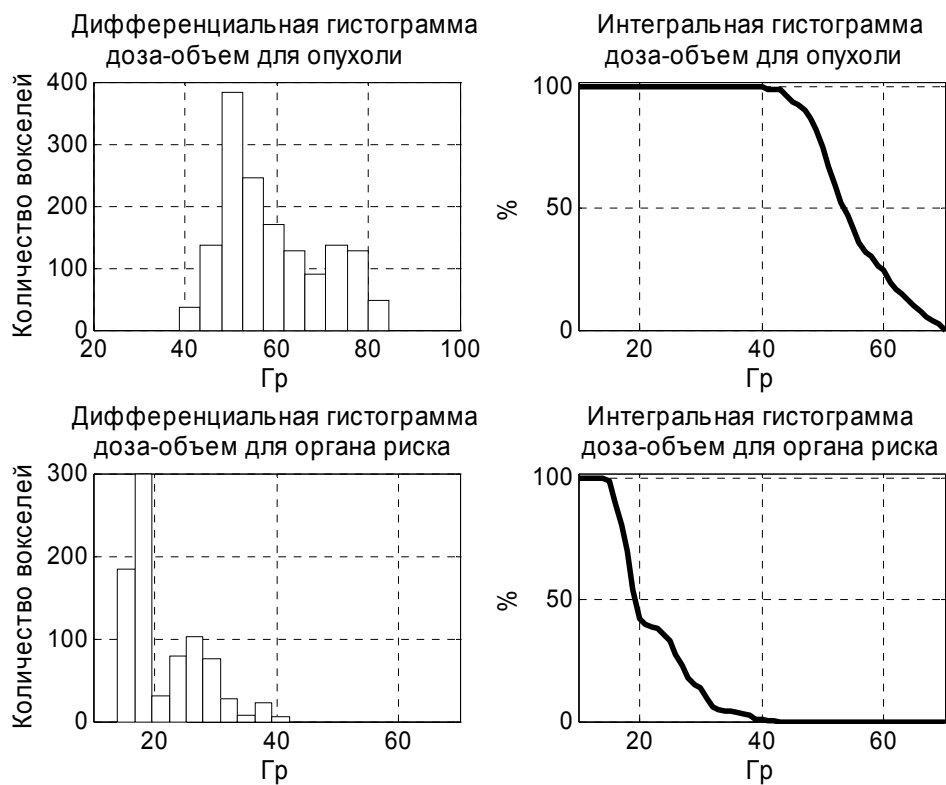 Дифференциальная гистограмма
доза-объем для опухоли
Количество вокселей
400
300
200
100
0
20
40
60
80
100
Гр
Интегральная гистограмма
доза-объем для опухоли
%
100
50
0
20
40
60
Гр
Дифференциальная гистограмма
доза-объем для органа риска
Количество вокселей
300
200
100
0
20
40
60
Гр
Интегральная гистограмма
доза-объем для органа риска
%
100
50
0
20
40
60
Гр